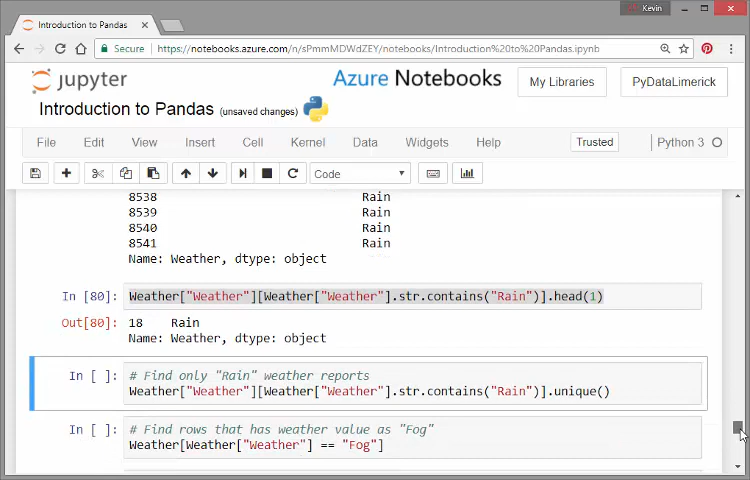 Kevin
Introduction to Pandas
Secure
https://notebooks.azure.com/n/sPmmMDWdZEY/notebooks/Introduction%20to%20Pandas.ipynb
jupyter
Azure Notebooks
My Libraries
PyDataLimerick
Introduction to Pandas (unsaved changes)
File Edit View Insert Cell Kernel Data Widgets Help
Trusted
Python 3
Code
8538 Rain
8539 Rain
8540 Rain
8541 Rain
Name: Weather, dtype: object
In [80]: Weather["Weather"][Weather["Weather"].str.contains("Rain")].head(1)
Out[80]: 18 Rain
Name: Weather, dtype: object
In [ ]: # Find only "Rain" weather reports
Weather["Weather"][Weather["Weather"].str.contains("Rain")].unique()
In [ ]: # Find rows that has weather value as "Fog"
Weather[Weather["Weather"] == "Fog"]